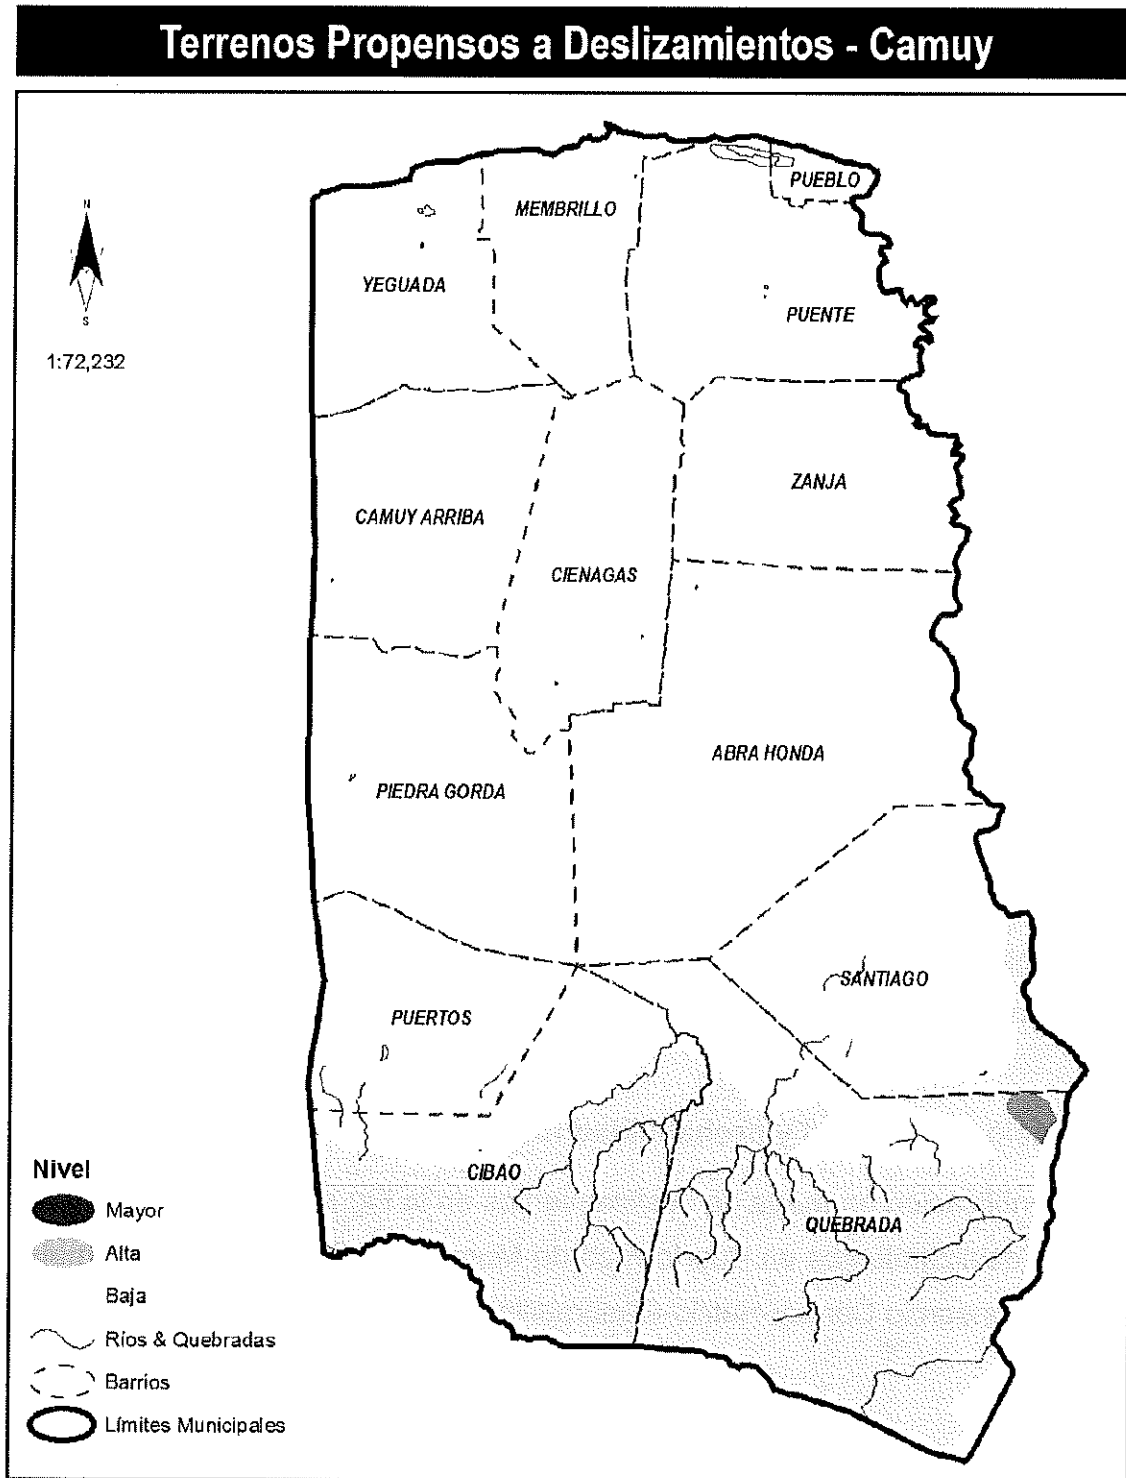 Terrenos Propensos a Deslizamientos - Camuy
N
S
1:72,232
PUEBLO
MEMBRILLO
YEGUADA
PUENTE
ZANJA
CAMUY ARRIBA
CIENAGAS
ABRA HONDA
PIEDRA GORDA
SANTIAGO
PUERTOS
CIBAO
QUEBRADA
Nivel
Mayor
Alta
Baja
Ríos & Quebradas
Barrios
Límites Municipales